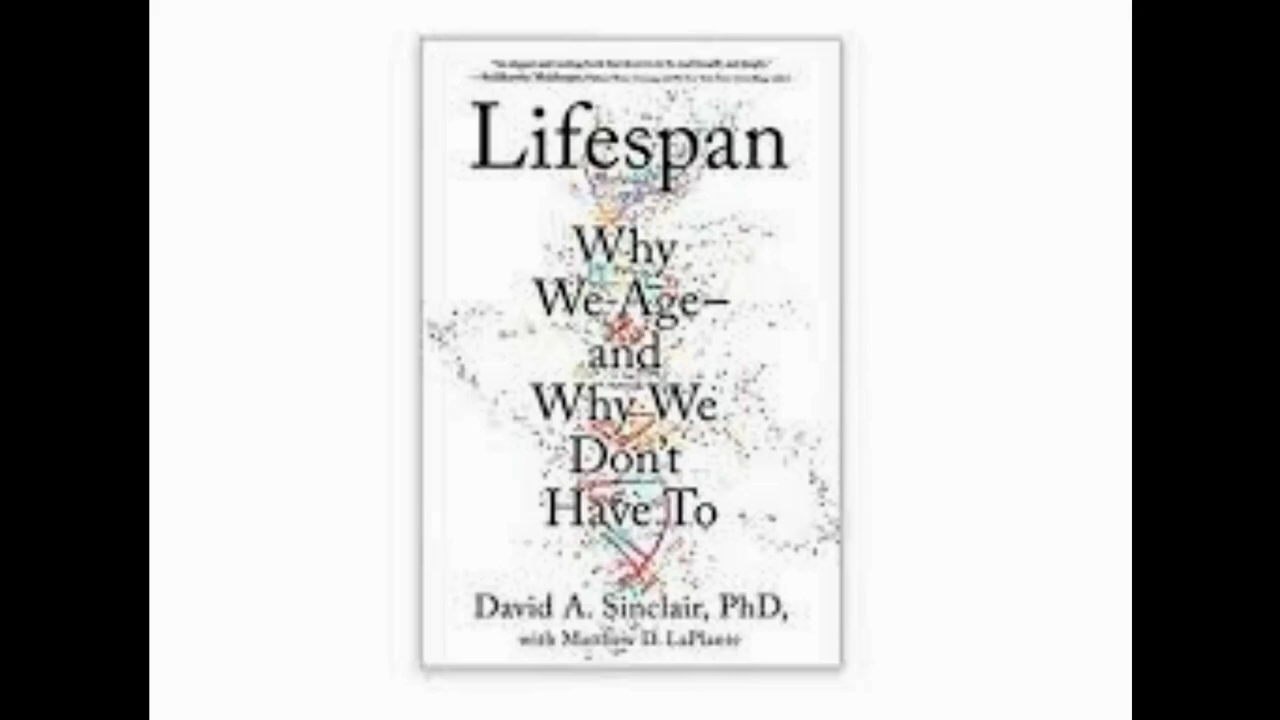 Lifespan
Why
We Age–
and
Why We
Don't
Have To
David A. Sinclair, PhD,
with Matthew D. LaPlante